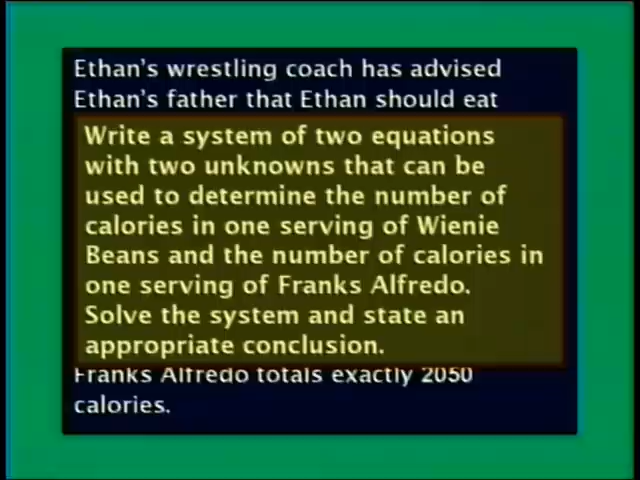 Ethan's wrestling coach has advised
Ethan's father that Ethan should eat
Write a system of two equations
with two unknowns that can be
used to determine the number of
calories in one serving of Wienie
Beans and the number of calories in
one serving of Franks Alfredo.
Solve the system and state an
appropriate conclusion.
Franks Alfredo totals exactly 2050
calories.